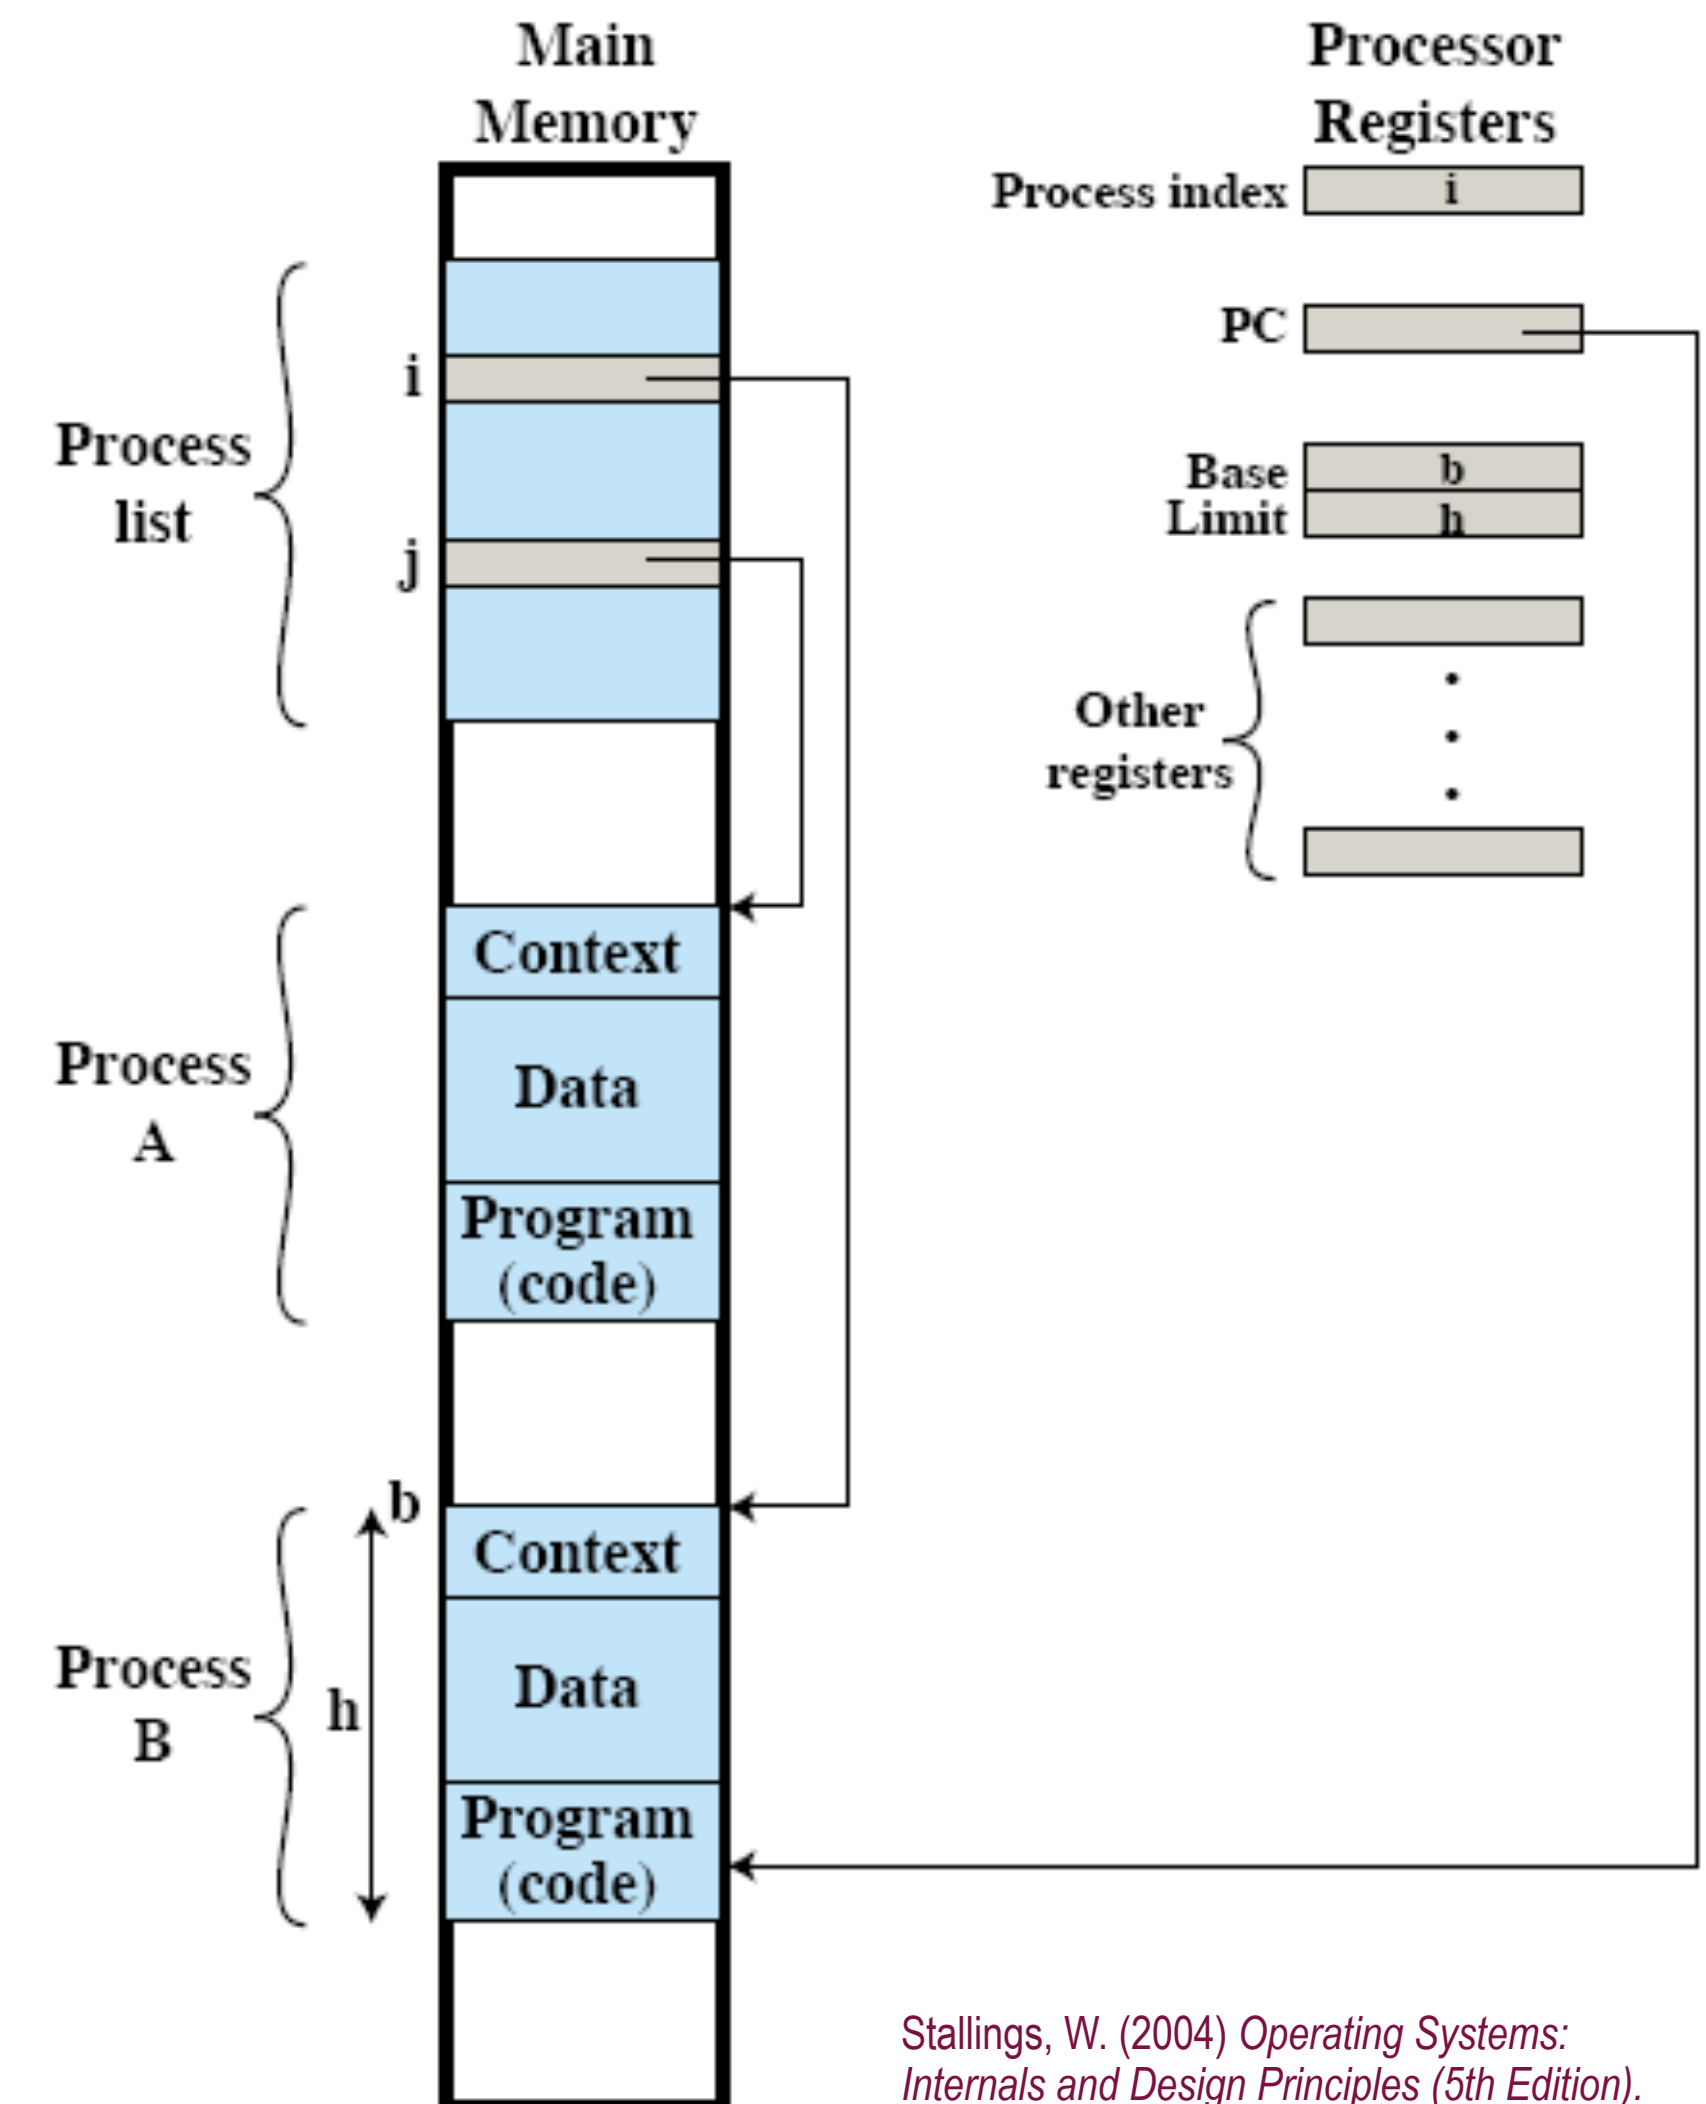 Main
Memory
Processor
Registers
Process index
i
PC
Base
b
Limit
h
Other
registers
Process
list
i
j
Process
A
Context
Data
Program
(code)
Process
B
b
h
Context
Data
Program
(code)
Stallings, W. (2004) Operating Systems:
Internals and Design Principles (5th Edition).